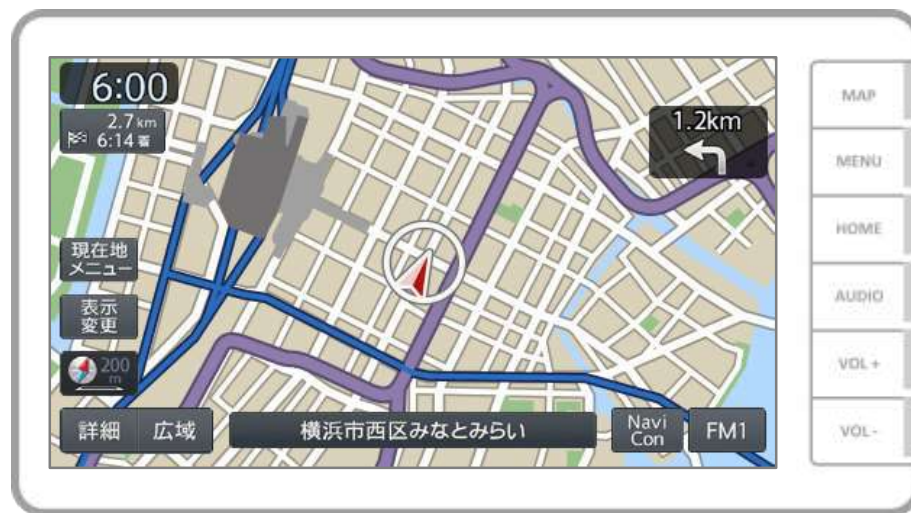 6:00
2.7km
6:14着
1.2km
現在地
メニュー
表示
変更
200
m
詳細
広域
横浜市西区みなとみらい
Navi
Con
FM1
MAP
MENU
HOME
AUDIO
VOL+
VOL-